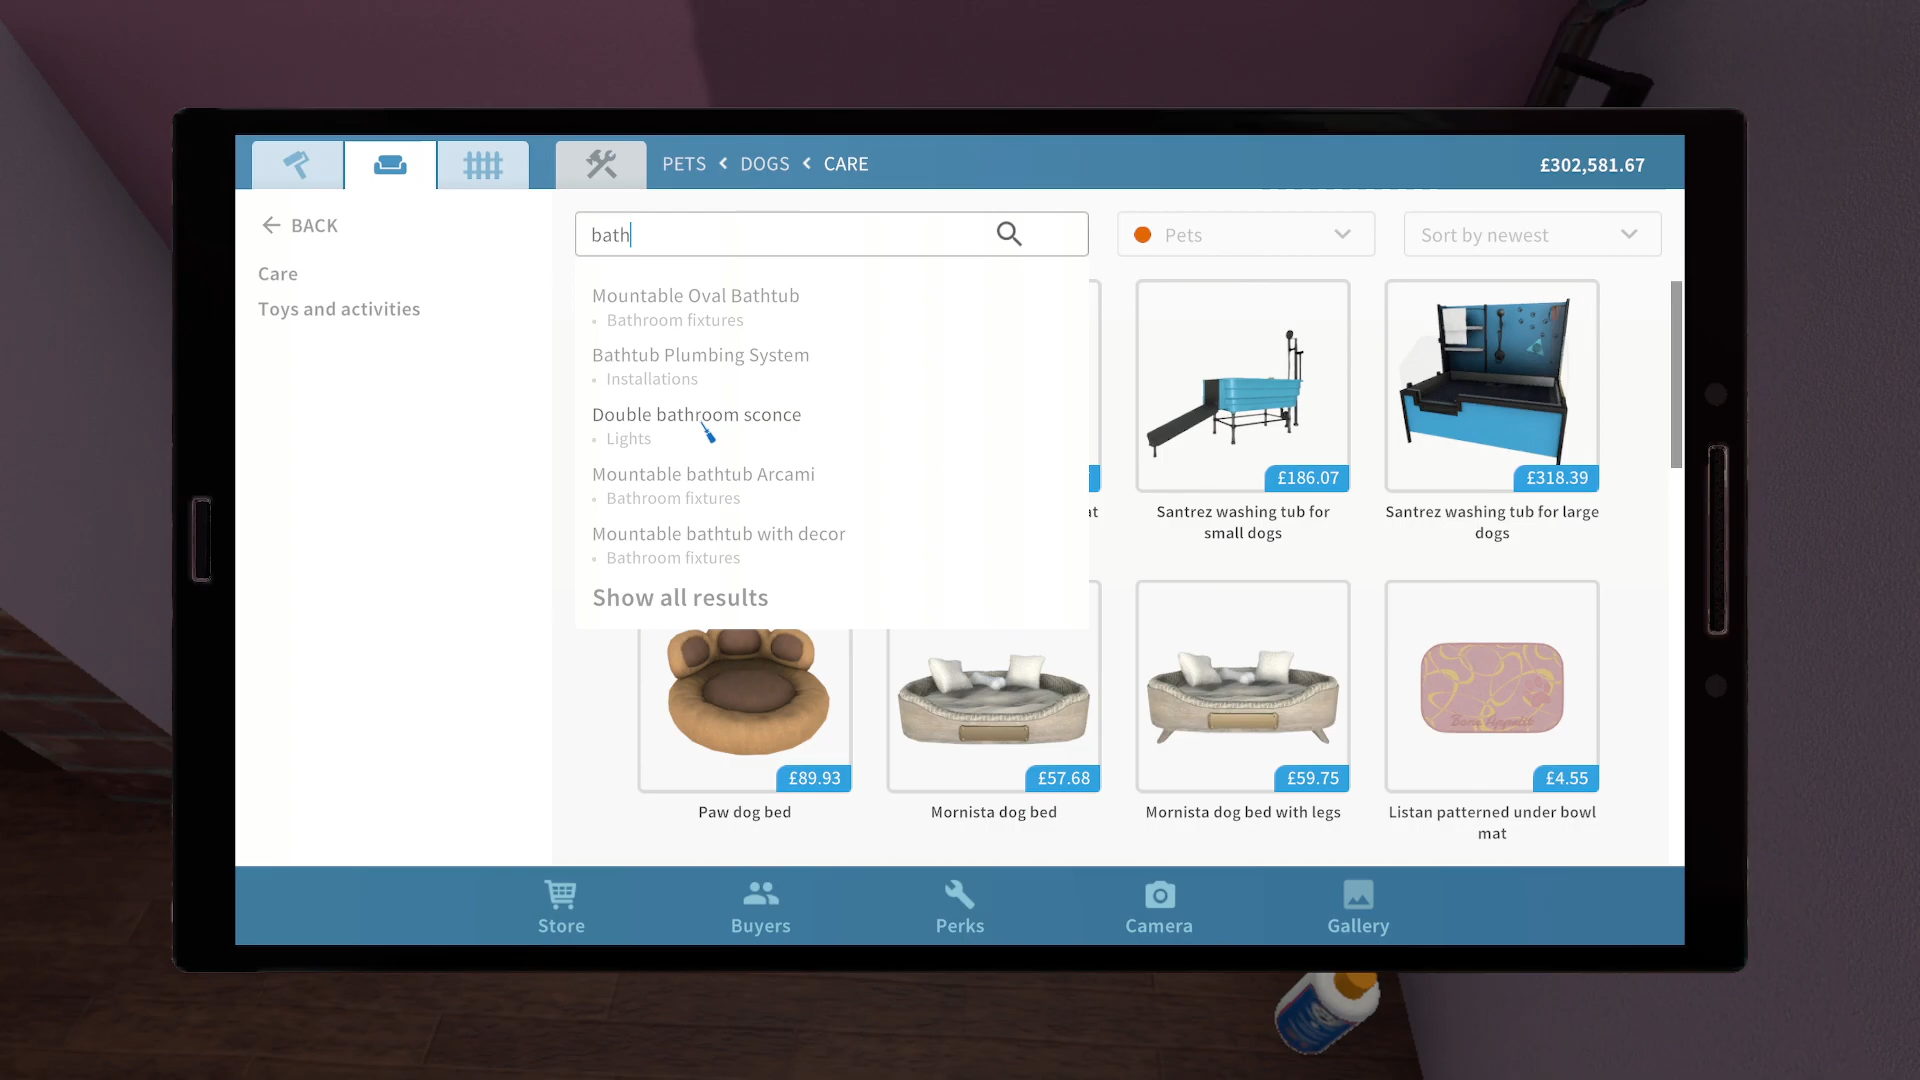 PETS < DOGS < CARE
£302,581.67
BACK
Care
Toys and activities
bath
Pets
Sort by newest
Mountable Oval Bathtub
• Bathroom fixtures
Bathtub Plumbing System
• Installations
Double bathroom sconce
• Lights
Mountable bathtub Arcami
• Bathroom fixtures
Mountable bathtub with decor
• Bathroom fixtures
Show all results
at
£186.07
Santrez washing tub for
small dogs
£318.39
Santrez washing tub for large
dogs
£89.93
Paw dog bed
£57.68
Mornista dog bed
£59.75
Mornista dog bed with legs
Bone Appetit
£4.55
Listan patterned under bowl
mat
Store
Buyers
Perks
Camera
Gallery